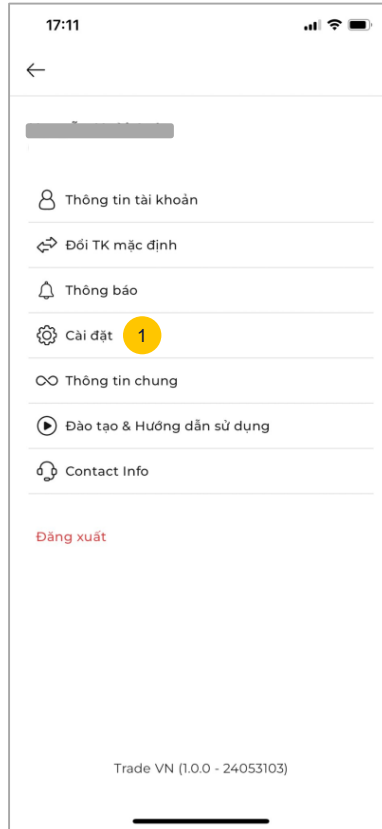 17:11
Thông tin tài khoản
Đổi TK mặc định
Thông báo
Cài đặt 1
Thông tin chung
Đào tạo & Hướng dẫn sử dụng
Contact Info
Đăng xuất
Trade VN (1.0.0 - 24053103)